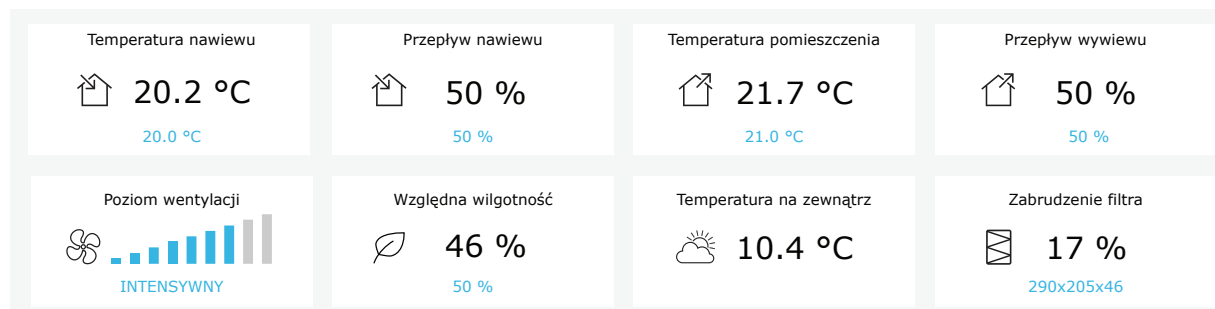 Temperatura nawiewu
20.2 °C
20.0 °C
Przepływ nawiewu
50 %
50 %
Temperatura pomieszczenia
21.7 °C
21.0 °C
Przepływ wywiewu
50 %
50 %
Poziom wentylacji
INTENSYWNY
Względna wilgotność
46 %
50 %
Temperatura na zewnątrz
10.4 °C
Zabrudzenie filtra
17 %
290x205x46